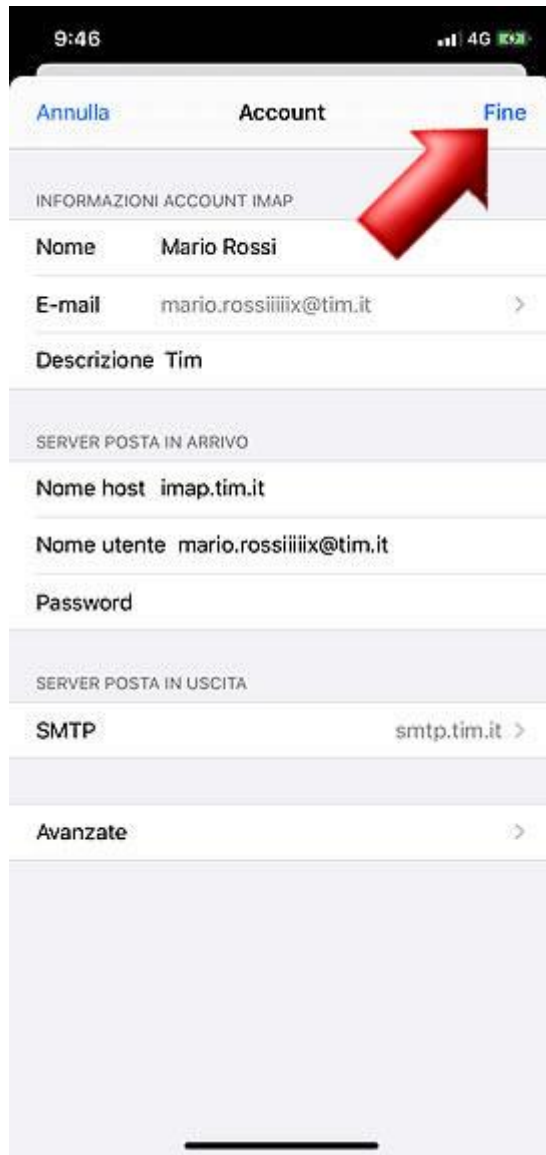 9:46 4G
Annulla Account Fine
INFORMAZIONI ACCOUNT IMAP
Nome Mario Rossi
E-mail mario.rossiiiiix@tim.it
Descrizione Tim
SERVER POSTA IN ARRIVO
Nome host imap.tim.it
Nome utente mario.rossiiiiix@tim.it
Password
SERVER POSTA IN USCITA
SMTP smtp.tim.it
Avanzate